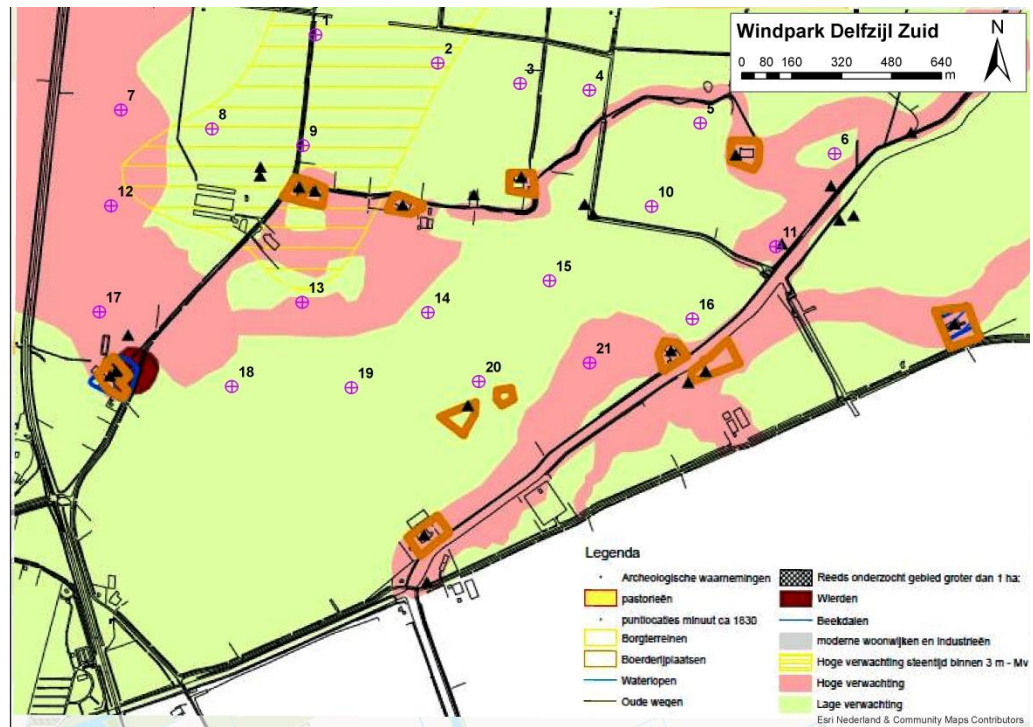 Windpark Delfzijl Zuid
N
0 80 160 320 480 640
m
1
2
3
4
5
6
7
8
9
10
11
12
13
14
15
16
17
18
19
20
21
Legenda
Archeologische waarnemingen
pastorieën
puntlocaties minuut ca 1830
Borgterreinen
Boerderijplaatsen
Waterlopen
Oude wegen
Reeds onderzocht gebied groter dan 1 ha:
Wierden
Beekdalen
moderne woonwijken en industrieën
Hoge verwachting steentijd binnen 3 m - Mv
Hoge verwachting
Lage verwachting
Esri Nederland & Community Maps Contributors